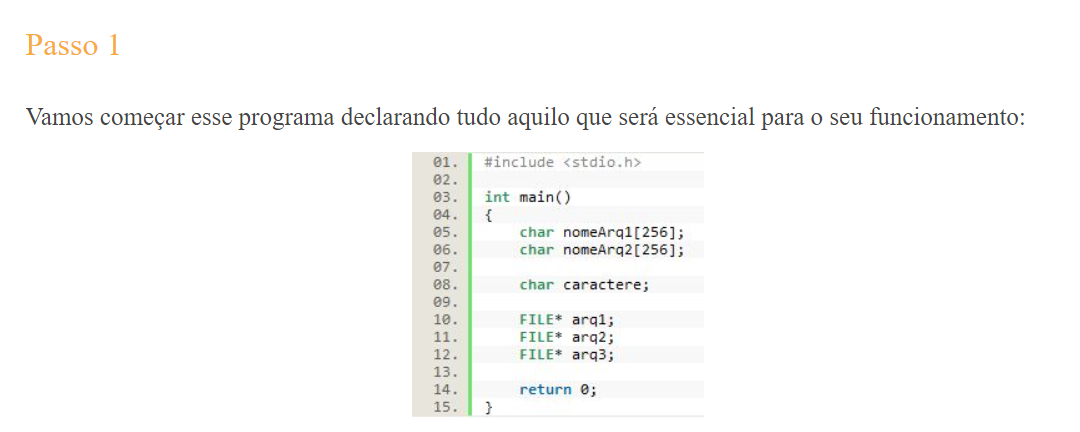 Passo 1
Vamos começar esse programa declarando tudo aquilo que será essencial para o seu funcionamento:
01. #include <stdio.h>
02.
03. int main()
04. {
05.     char nomeArq1[256];
06.     char nomeArq2[256];
07.
08.     char caractere;
09.
10.     FILE* arq1;
11.     FILE* arq2;
12.     FILE* arq3;
13.
14.     return 0;
15. }